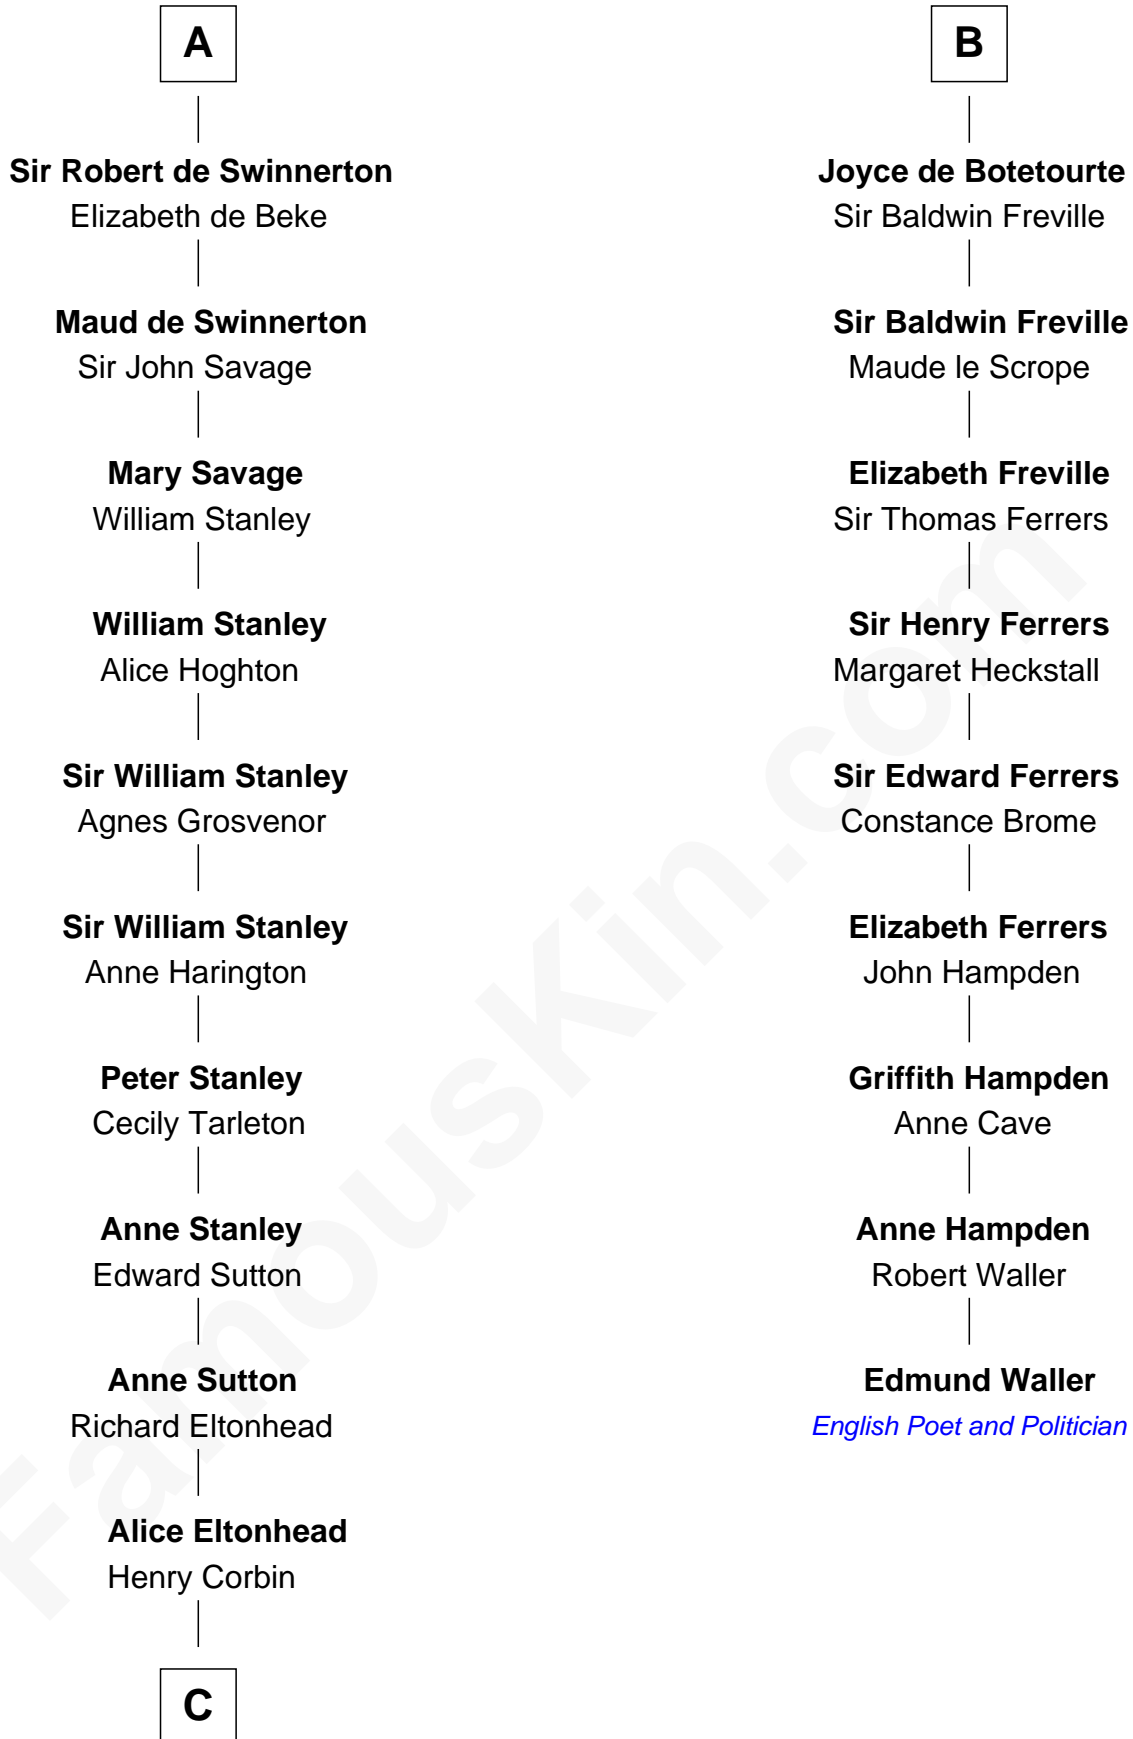 A
Sir Robert de Swinnerton
Elizabeth de Beke
Maud de Swinnerton
Sir John Savage
Mary Savage
William Stanley
William Stanley
Alice Hoghton
Sir William Stanley
Agnes Grosvenor
Sir William Stanley
Anne Harington
Peter Stanley
Cecily Tarleton
Anne Stanley
Edward Sutton
Anne Sutton
Richard Eltonhead
Alice Eltonhead
Henry Corbin
C
B
Joyce de Botetourte
Sir Baldwin Freville
Sir Baldwin Freville
Maude le Scrope
Elizabeth Freville
Sir Thomas Ferrers
Sir Henry Ferrers
Margaret Heckstall
Sir Edward Ferrers
Constance Brome
Elizabeth Ferrers
John Hampden
Griffith Hampden
Anne Cave
Anne Hampden
Robert Waller
Edmund Waller
English Poet and Politician
FamousKin.com